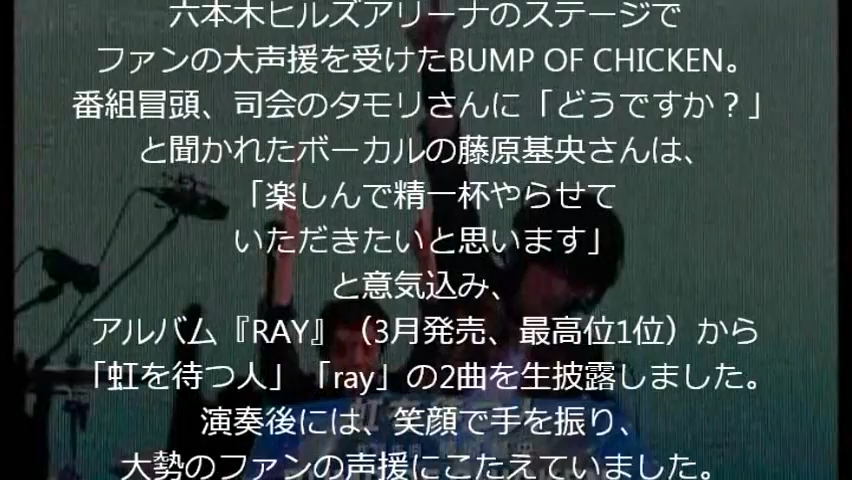 六本木ヒルズアリーナのステージで
ファンの大声援を受けたBUMP OF CHICKEN。
番組冒頭、司会のタモリさんに「どうですか？」
と聞かれたボーカルの藤原基央さんは、
「楽しんで精一杯やらせて
いただきたいと思います」
と意気込み、
アルバム『RAY』（3月発売、最高位1位）から
「虹を待つ人」「ray」の2曲を生披露しました。
演奏後には、笑顔で手を振り、
大勢のファンの声援にこたえていました。